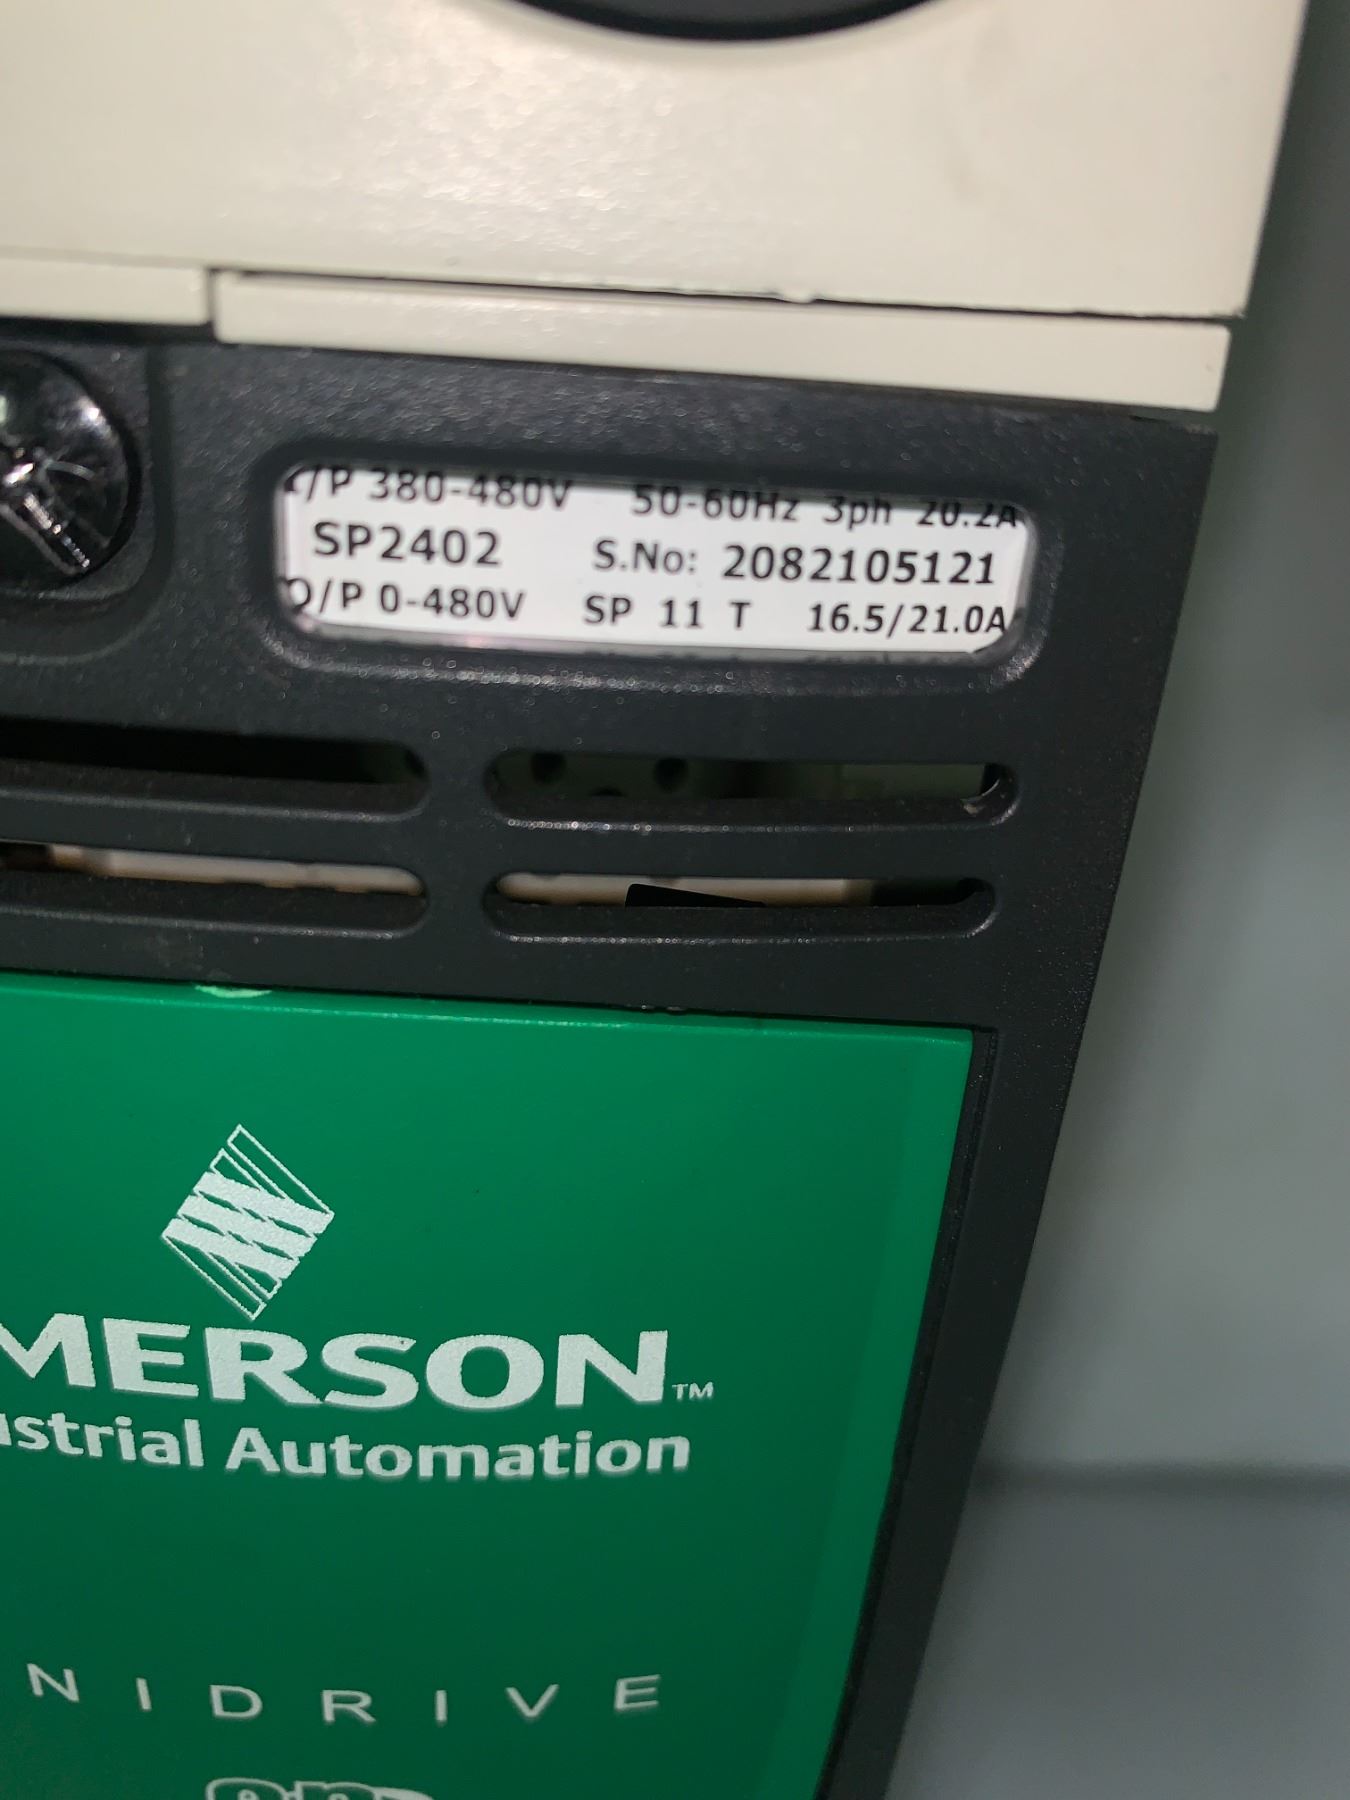 I/P 380-480V 50-60Hz 3ph 20.2A
SP2402 S.No: 2082105121
O/P 0-480V SP 11 T 16.5/21.0A
MERSON™
ustrial Automation
NIDRIVE